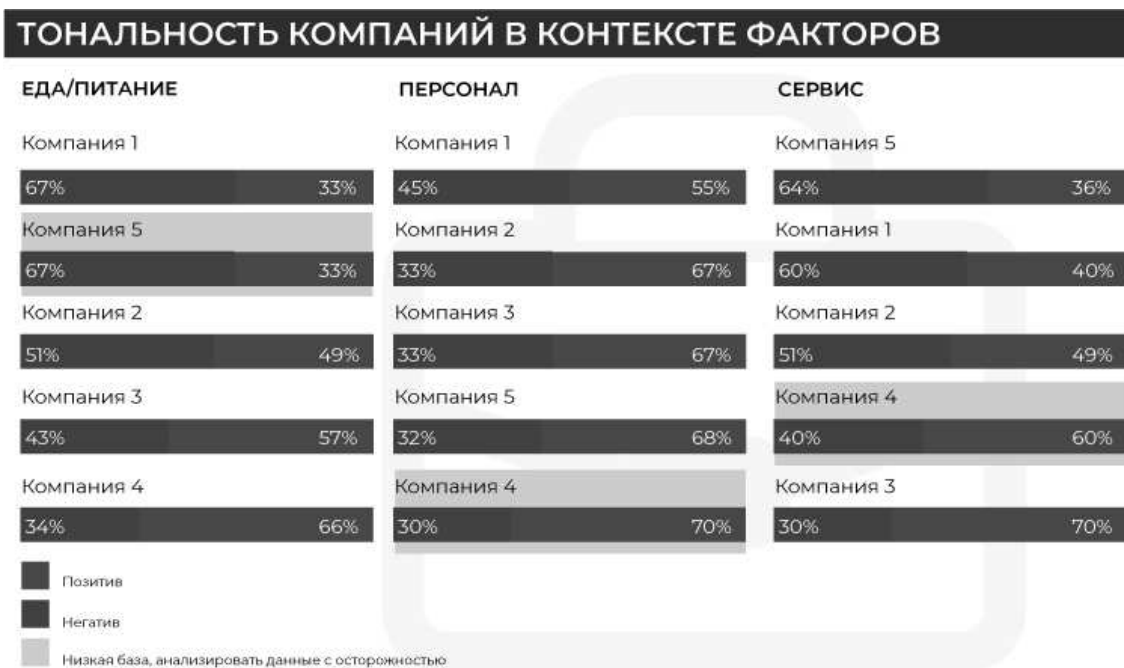 ТОНАЛЬНОСТЬ КОМПАНИЙ В КОНТЕКСТЕ ФАКТОРОВ
ЕДА/ПИТАНИЕ
Компания 1
67% 33%
Компания 5
67% 33%
Компания 2
51% 49%
Компания 3
43% 57%
Компания 4
34% 66%
ПЕРСОНАЛ
Компания 1
45% 55%
Компания 2
33% 67%
Компания 3
33% 67%
Компания 5
32% 68%
Компания 4
30% 70%
СЕРВИС
Компания 5
64% 36%
Компания 1
60% 40%
Компания 2
51% 49%
Компания 4
40% 60%
Компания 3
30% 70%
Позитив
Негатив
Низкая база, анализировать данные с осторожностью